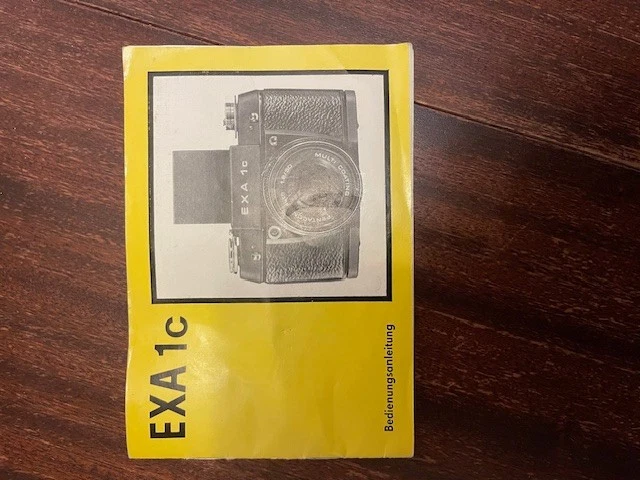 EXA 1c
MULTI COATING
EXA 1c
Bedienungsanleitung